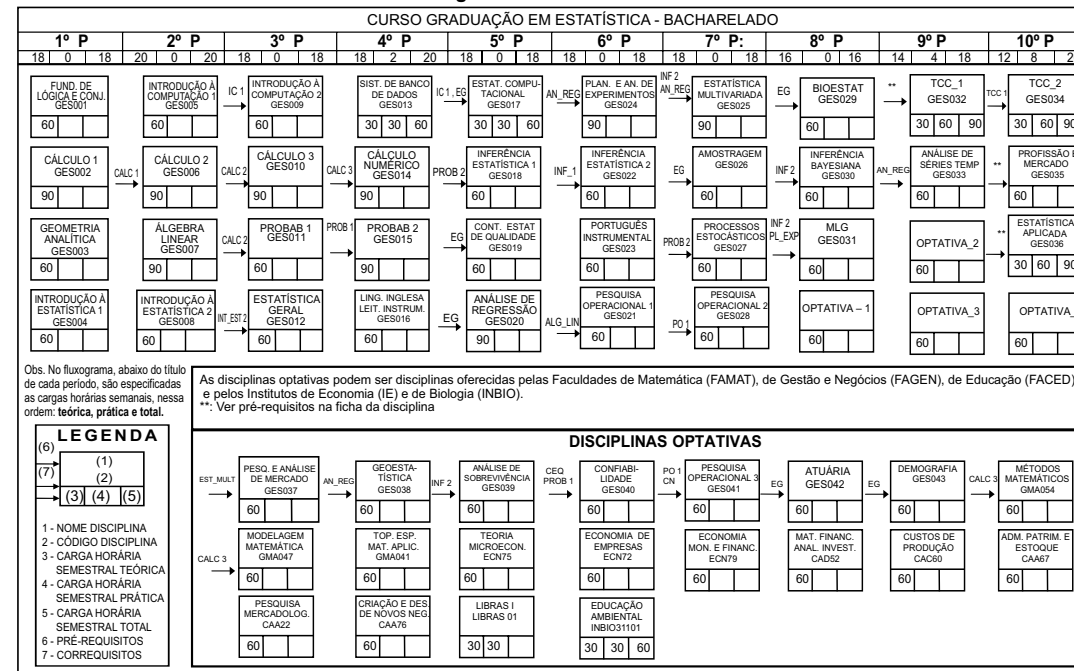 CURSO GRADUAÇÃO EM ESTATÍSTICA - BACHARELADO
1º P 2º P 3º P 4º P 5º P 6º P 7º P: 8º P 9º P 10º P
18 0 18 20 0 20 18 0 18 18 2 20 18 0 18 18 0 18 18 0 18 16 0 16 14 4 18 12 8 2
FUND. DE
LÓGICA E CONJ.
GES001
60
INTRODUÇÃO À
COMPUTAÇÃO 1
GES005
60
IC 1
INTRODUÇÃO À
COMPUTAÇÃO 2
GES009
60
SIST. DE BANCO
DE DADOS
GES013
30 30 60
IC 1 , EG
ESTAT. COMPU-
TACIONAL
GES017
30 30 60
AN_REG
PLAN. E AN. DE
EXPERIMENTOS
GES024
90
INF 2
AN_REG
ESTATÍSTICA
MULTIVARIADA
GES025
90
EG
BIOESTAT
GES029
60
**
TCC_1
GES032
30 60 90
TCC 1
TCC_2
GES034
30 60 90
CÁLCULO 1
GES002
90
CALC 1
CÁLCULO 2
GES006
90
CALC 2
CÁLCULO 3
GES010
90
CALC 3
CÁLCULO
NUMÉRICO
GES014
90
PROB 2
INFERÊNCIA
ESTATÍSTICA 1
GES018
60
INF_1
INFERÊNCIA
ESTATÍSTICA 2
GES022
60
EG
AMOSTRAGEM
GES026
60
INF 2
INFERÊNCIA
BAYESIANA
GES030
60
AN_REG
ANÁLISE DE
SÉRIES TEMP
GES033
60
**
PROFISSÃO E
MERCADO
GES035
60
GEOMETRIA
ANALÍTICA
GES003
60
ÁLGEBRA
LINEAR
GES007
90
CALC 2
PROBAB 1
GES011
60
PROB 1
PROBAB 2
GES015
90
EG
CONT. ESTAT
DE QUALIDADE
GES019
60
PORTUGUÊS
INSTRUMENTAL
GES023
60
PROB 2
PROCESSOS
ESTOCÁSTICOS
GES027
60
INF 2
PL_EXP
MLG
GES031
60
OPTATIVA_2
60
**
ESTATÍSTICA
APLICADA
GES036
30 60 90
INTRODUÇÃO À
ESTATÍSTICA 1
GES004
60
INTRODUÇÃO À
ESTATÍSTICA 2
GES008
60
INT_EST 2
ESTATÍSTICA
GERAL
GES012
60
LING. INGLESA
LEIT. INSTRUM.
GES016
60
EG
ANÁLISE DE
REGRESSÃO
GES020
90
ALG_LIN
PESQUISA
OPERACIONAL 1
GES021
60
PO 1
PESQUISA
OPERACIONAL 2
GES028
60
OPTATIVA – 1
60
OPTATIVA_3
60
OPTATIVA_
60
Obs. No fluxograma, abaixo do título
de cada período, são especificadas
as cargas horárias semanais, nessa
ordem: teórica, prática e total.
As disciplinas optativas podem ser disciplinas oferecidas pelas Faculdades de Matemática (FAMAT), de Gestão e Negócios (FAGEN), de Educação (FACED)
e pelos Institutos de Economia (IE) e de Biologia (INBIO).
**: Ver pré-requisitos na ficha da disciplina
LEGENDA
(6)
(7)
(1)
(2)
(3) (4) (5)
1 - NOME DISCIPLINA
2 - CÓDIGO DISCIPLINA
3 - CARGA HORÁRIA
SEMESTRAL TEÓRICA
4 - CARGA HORÁRIA
SEMESTRAL PRÁTICA
5 - CARGA HORÁRIA
SEMESTRAL TOTAL
6 - PRÉ-REQUISITOS
7 - CORREQUISITOS
DISCIPLINAS OPTATIVAS
EST_MULT
PESQ. E ANÁLISE
DE MERCADO
GES037
60
AN_REG
GEOESTA-
TÍSTICA
GES038
60
INF 2
ANÁLISE DE
SOBREVIVÊNCIA
GES039
60
CEQ
PROB 1
CONFIABI-
LIDADE
GES040
60
PO 1
CN
PESQUISA
OPERACIONAL 3
GES041
60
EG
ATUÁRIA
GES042
60
EG
DEMOGRAFIA
GES043
60
CALC 3
MÉTODOS
MATEMÁTICOS
GMA054
60
CALC 3
MODELAGEM
MATEMÁTICA
GMA047
60
TOP. ESP.
MAT. APLIC.
GMA041
60
TEORIA
MICROECON.
ECN75
60
ECONOMIA DE
EMPRESAS
ECN72
60
ECONOMIA
MON. E FINANC.
ECN79
60
MAT. FINANC.
ANAL. INVEST.
CAD52
60
CUSTOS DE
PRODUÇÃO
CAC60
60
ADM. PATRIM. E
ESTOQUE
CAA67
60
PESQUISA
MERCADOLOG.
CAA22
60
CRIAÇÃO E DES.
DE NOVOS NEG.
CAA76
60
LIBRAS I
LIBRAS 01
30 30
EDUCAÇÃO
AMBIENTAL
INBIO31101
30 30 60